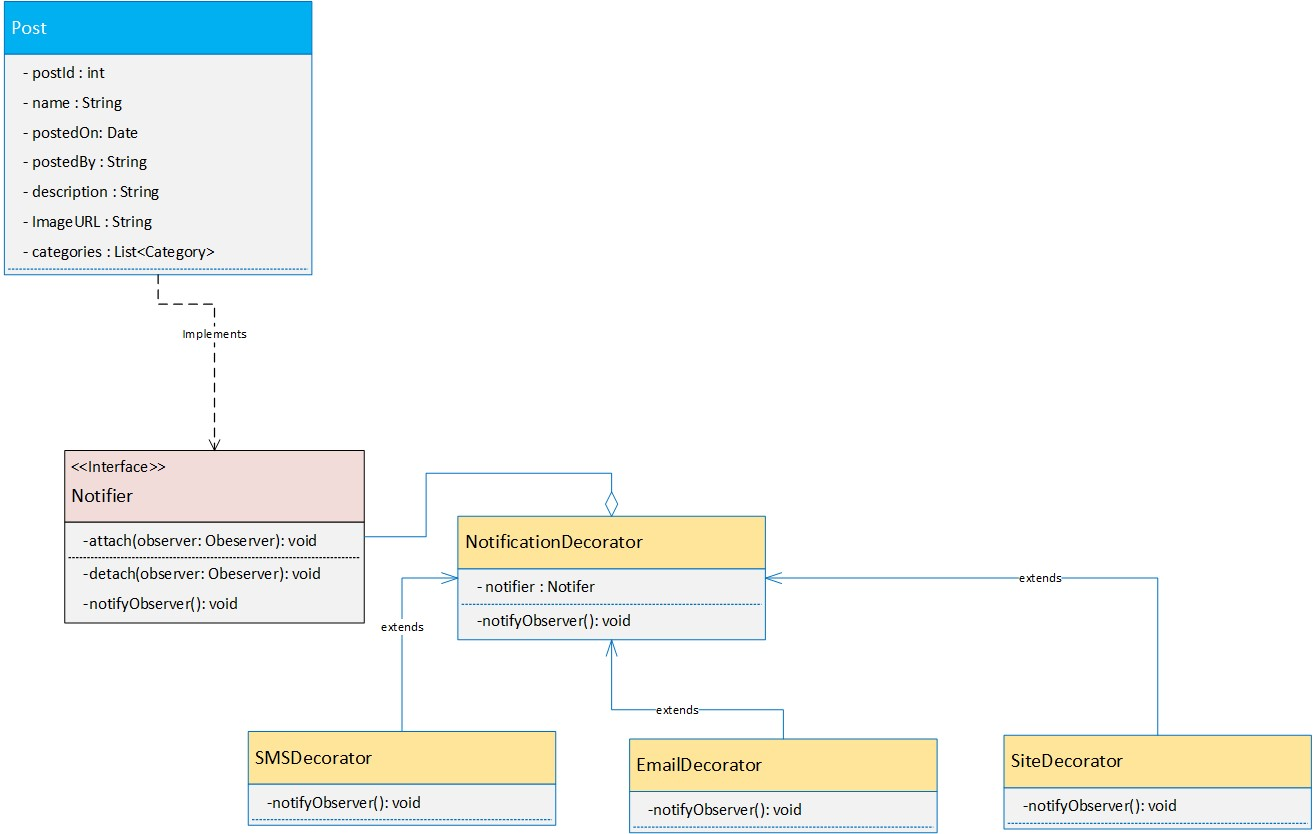 Post
- postId : int
- name : String
- postedOn: Date
- postedBy : String
- description : String
- ImageURL : String
- categories : List<Category>
Implements
<<Interface>>
Notifier
-attach(observer: Obeserver): void
-detach(observer: Obeserver): void
-notifyObserver(): void
NotificationDecorator
- notifier : Notifer
-notifyObserver(): void
extends
extends
extends
SMSDecorator
-notifyObserver(): void
EmailDecorator
-notifyObserver(): void
SiteDecorator
-notifyObserver(): void